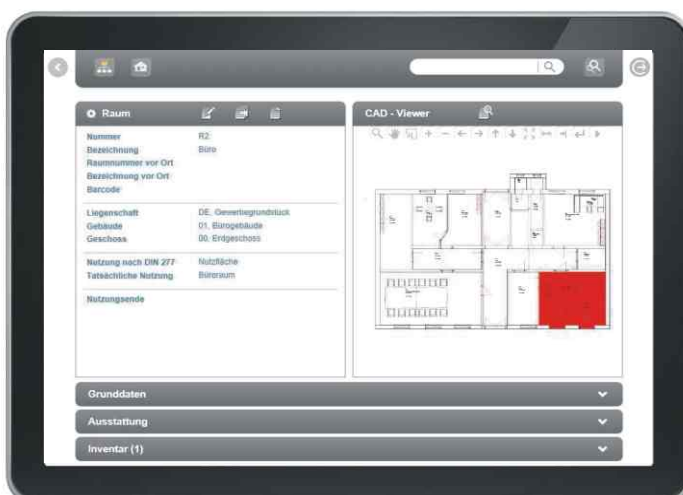 Raum
Nummer R2
Bezeichnung Büro
Raumnummer vor Ort
Bezeichnung vor Ort
Barcode
Liegenschaft DE, Gewerbegrundstück
Gebäude 01, Bürogebäude
Geschoss 00, Erdgeschoss
Nutzung nach DIN 277 Nutzfläche
Tatsächliche Nutzung Büroraum
Nutzungsende
CAD - Viewer
Grunddaten
Ausstattung
Inventar (1)